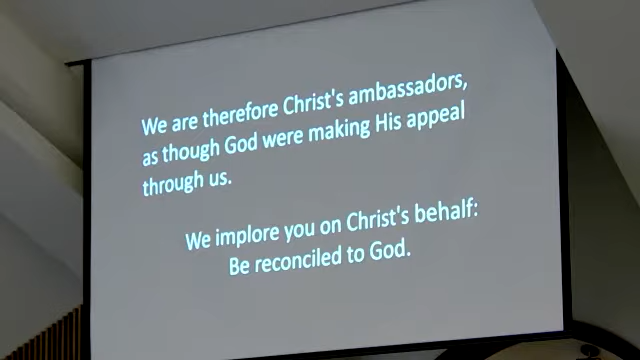 We are therefore Christ's ambassadors,
as though God were making His appeal
through us.
We implore you on Christ's behalf:
Be reconciled to God.